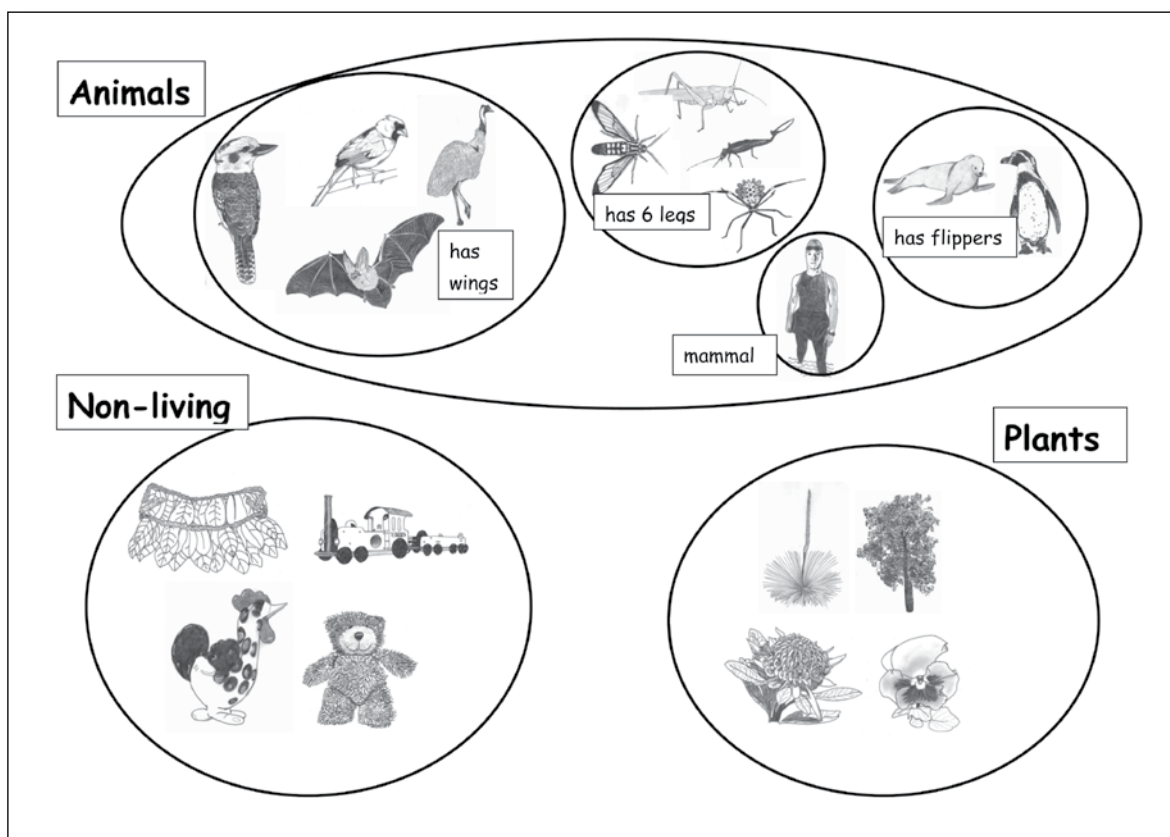 Animals
has
wings
has 6 legs
has flippers
mammal
Non-living
Plants